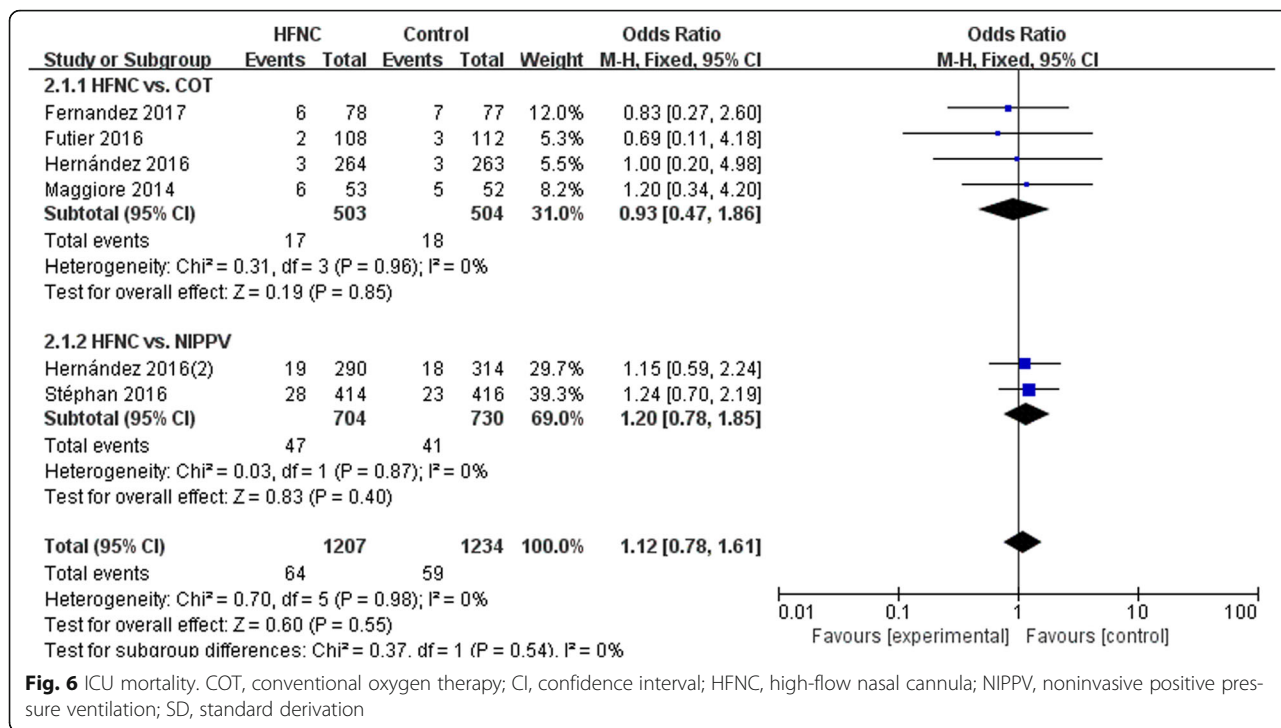 HFNC Control Odds Ratio Odds Ratio
Study or Subgroup Events Total Events Total Weight M-H, Fixed, 95% CI M-H, Fixed, 95% CI
2.1.1 HFNC vs. COT
Fernandez 2017 6 78 7 77 12.0% 0.83 [0.27, 2.60]
Futier 2016 2 108 3 112 5.3% 0.69 [0.11, 4.18]
Hernández 2016 3 264 3 263 5.5% 1.00 [0.20, 4.98]
Maggiore 2014 6 53 5 52 8.2% 1.20 [0.34, 4.20]
Subtotal (95% CI) 503 504 31.0% 0.93 [0.47, 1.86]
Total events 17 18
Heterogeneity: Chi² = 0.31, df = 3 (P = 0.96); I² = 0%
Test for overall effect: Z = 0.19 (P = 0.85)
2.1.2 HFNC vs. NIPPV
Hernández 2016(2) 19 290 18 314 29.7% 1.15 [0.59, 2.24]
Stéphan 2016 28 414 23 416 39.3% 1.24 [0.70, 2.19]
Subtotal (95% CI) 704 730 69.0% 1.20 [0.78, 1.85]
Total events 47 41
Heterogeneity: Chi² = 0.03, df = 1 (P = 0.87); I² = 0%
Test for overall effect: Z = 0.83 (P = 0.40)
Total (95% CI) 1207 1234 100.0% 1.12 [0.78, 1.61]
Total events 64 59
Heterogeneity: Chi² = 0.70, df = 5 (P = 0.98); I² = 0%
Test for overall effect: Z = 0.60 (P = 0.55)
Test for subgroup differences: Chi² = 0.37, df = 1 (P = 0.54), I² = 0%
0.01 0.1 1 10 100
Favours [experimental] Favours [control]
Fig. 6 ICU mortality. COT, conventional oxygen therapy; CI, confidence interval; HFNC, high-flow nasal cannula; NIPPV, noninvasive positive pres-
sure ventilation; SD, standard derivation